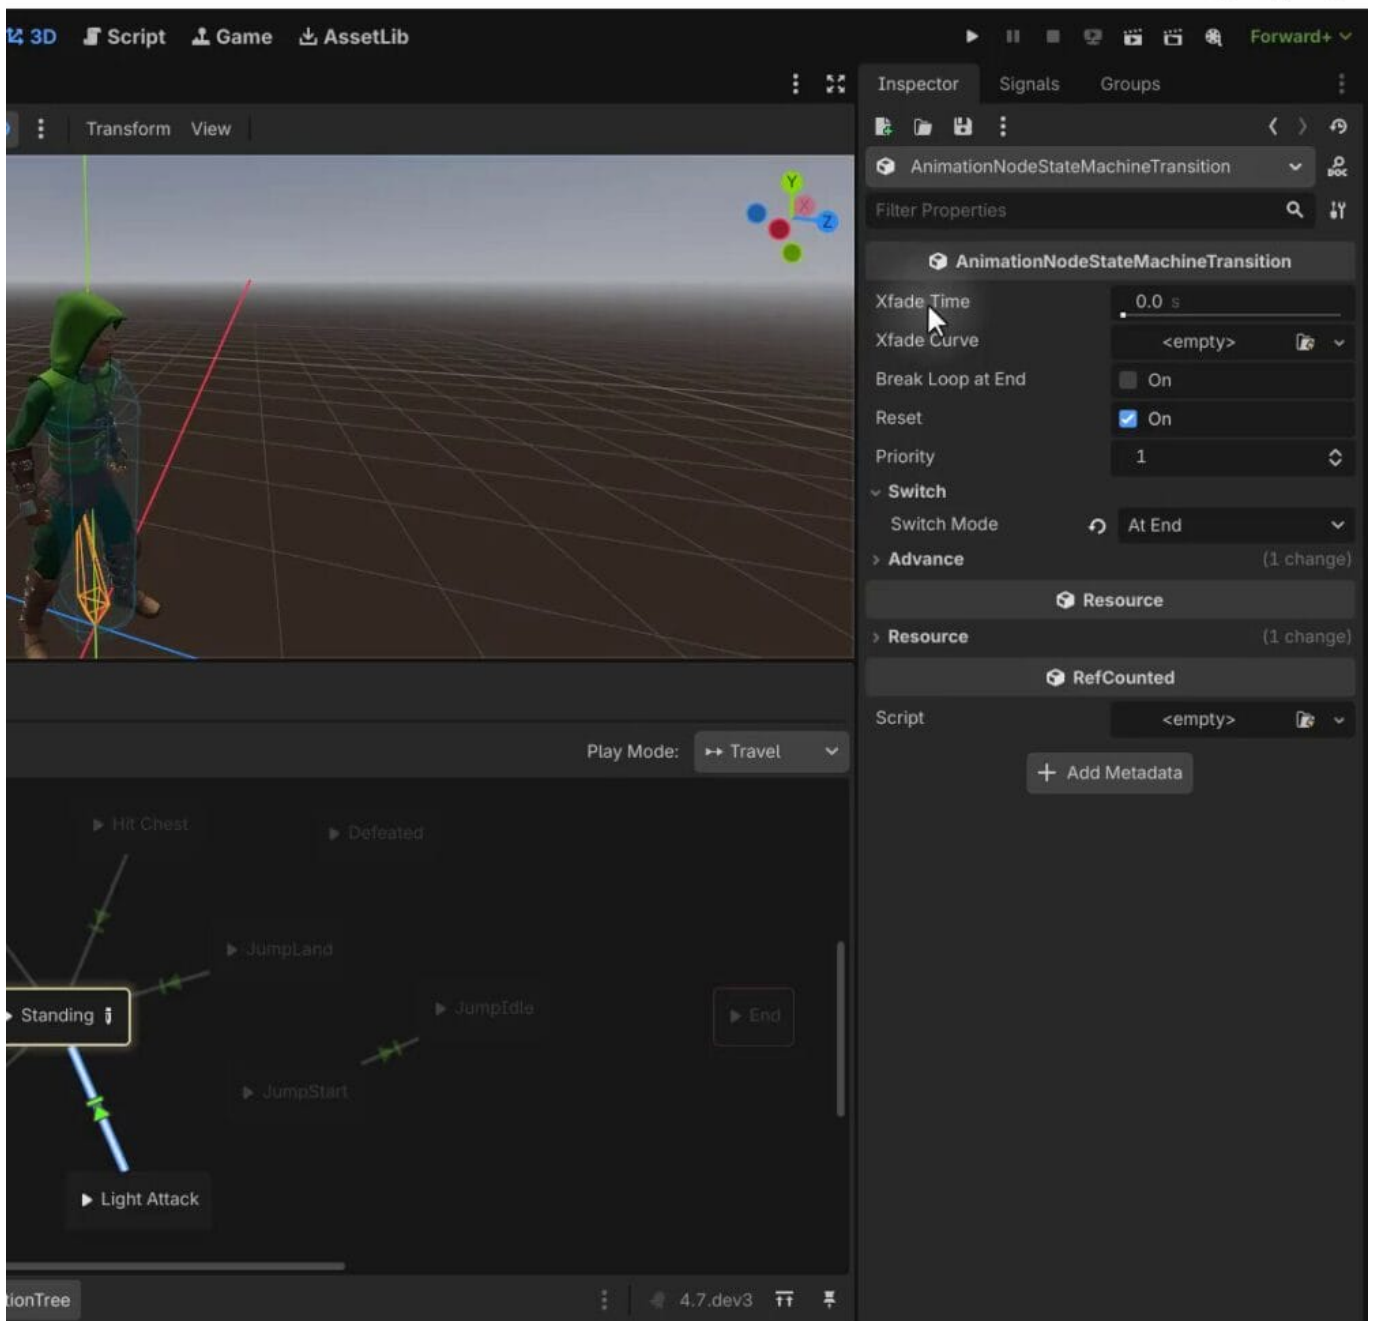 3D Script Game AssetLib Forward+
Inspector Signals Groups
Transform View
AnimationNodeStateMachineTransition
DOC
Filter Properties
Y
X
Z
AnimationNodeStateMachineTransition
Xfade Time 0.0 s
Xfade Curve <empty>
Break Loop at End On
Reset On
Priority 1
Switch
Switch Mode At End
Advance (1 change)
Resource
Resource (1 change)
RefCounted
Script <empty>
Add Metadata
Play Mode: Travel
Hit Chest
Defeated
JumpLand
Standing
JumpIdle
End
JumpStart
Light Attack
tionTree
4.7.dev3